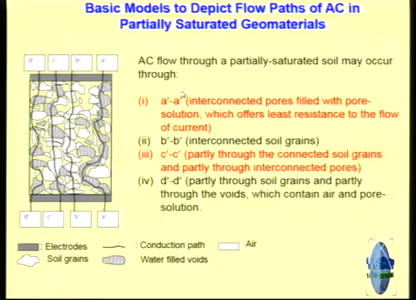 Basic Models to Depict Flow Paths of AC in
Partially Saturated Geomaterials
d' c' b' a'
AC flow through a partially-saturated soil may occur
through:
(i) a'-a' (interconnected pores filled with pore-
solution, which offers least resistance to the flow
of current)
(ii) b'-b' (interconnected soil grains)
(iii) c'-c' (partly through the connected soil grains
and partly through interconnected pores)
(iv) d'-d' (partly through soil grains and partly
through the voids, which contain air and pore-
solution.
d' c' b' a'
: Electrodes : Conduction path : Air
: Soil grains : Water filled voids